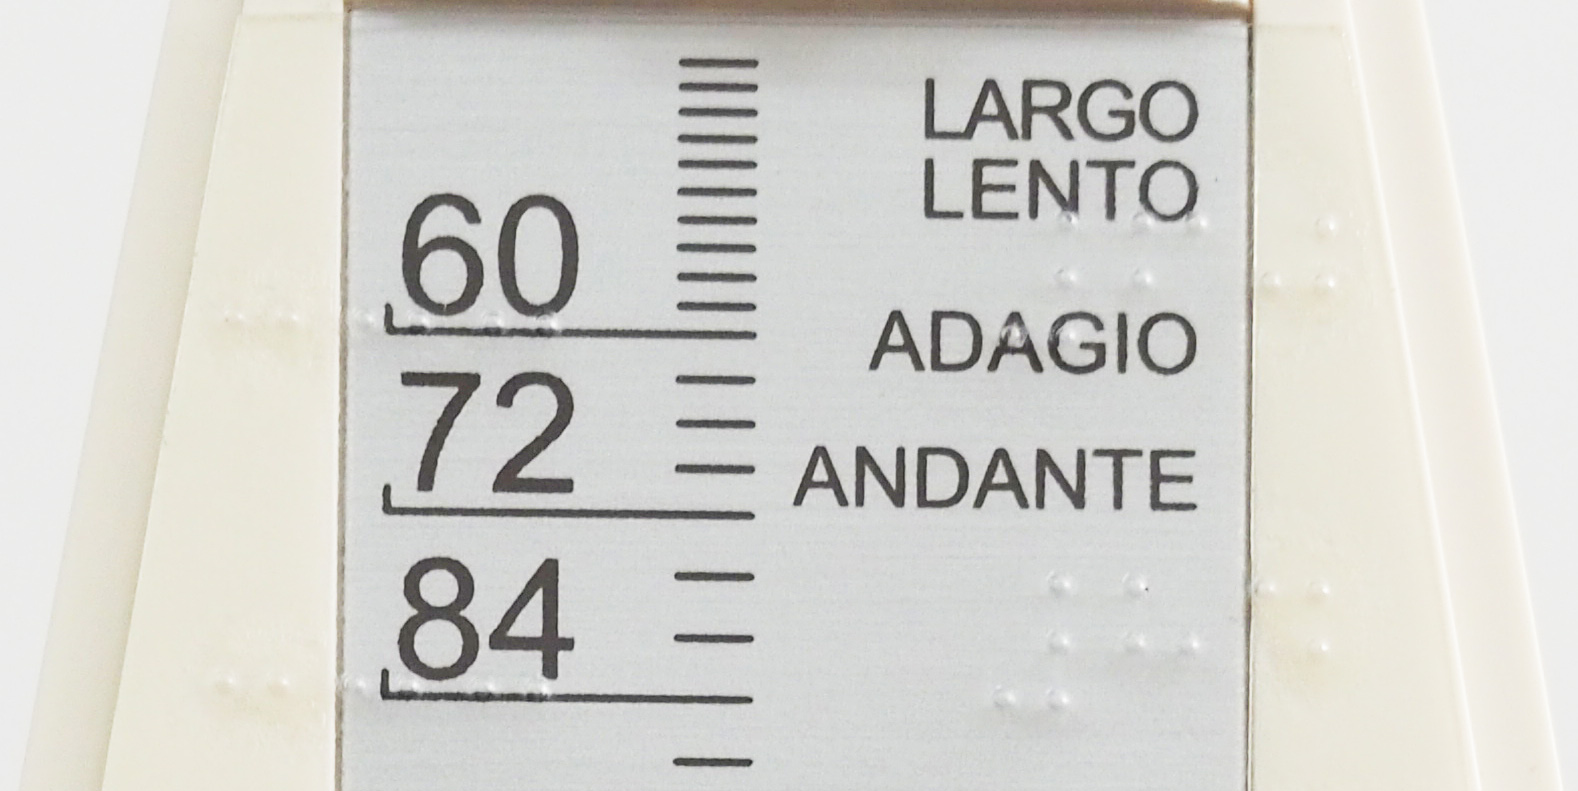 LARGO
LENTO
60
ADAGIO
72
ANDANTE
84